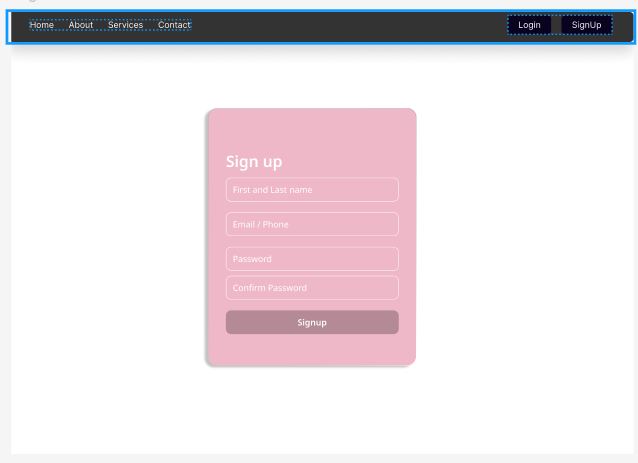 Home About Services Contact Login SignUp
Sign up
First and Last name
Email / Phone
Password
Confirm Password
Signup